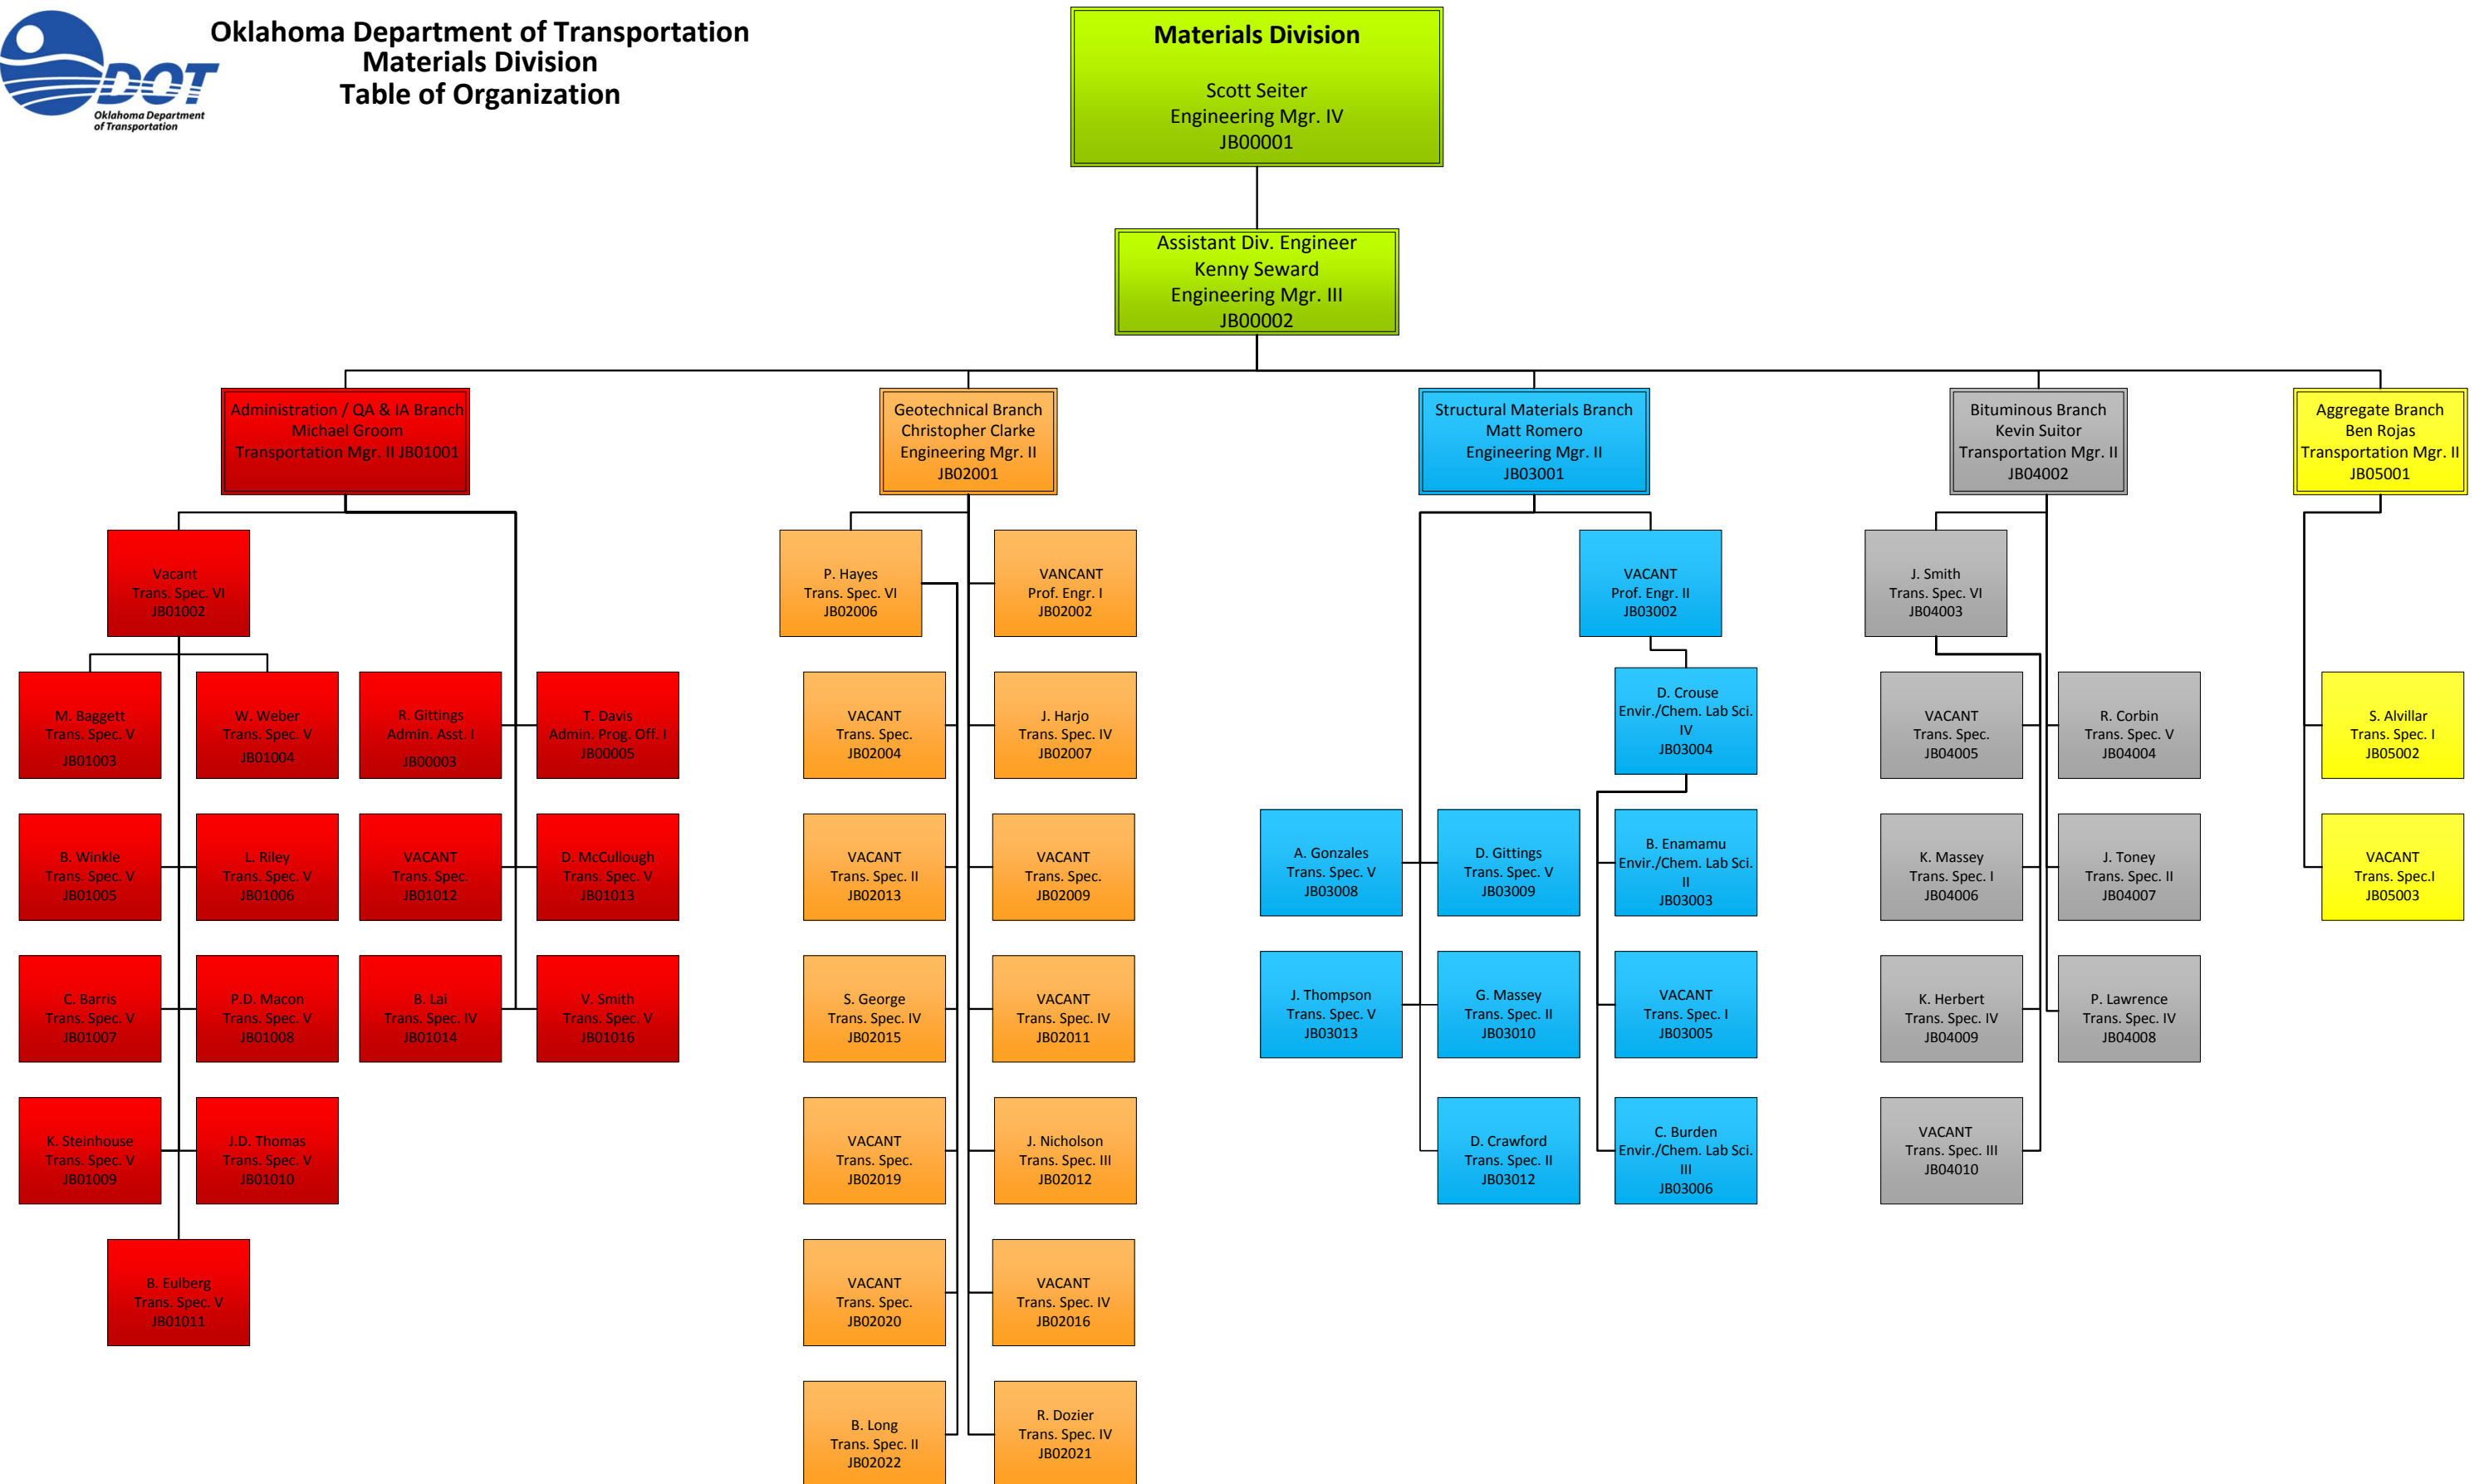 DOT
Oklahoma Department
of Transportation
Oklahoma Department of Transportation
Materials Division
Table of Organization
Materials Division
Scott Seiter
Engineering Mgr. IV
JB00001
Assistant Div. Engineer
Kenny Seward
Engineering Mgr. III
JB00002
Administration / QA & IA Branch
Michael Groom
Transportation Mgr. II JB01001
Geotechnical Branch
Christopher Clarke
Engineering Mgr. II
JB02001
Structural Materials Branch
Matt Romero
Engineering Mgr. II
JB03001
Bituminous Branch
Kevin Suitor
Transportation Mgr. II
JB04002
Aggregate Branch
Ben Rojas
Transportation Mgr. II
JB05001
Vacant
Trans. Spec. VI
JB01002
P. Hayes
Trans. Spec. VI
JB02006
VANCANT
Prof. Engr. I
JB02002
VACANT
Prof. Engr. II
JB03002
J. Smith
Trans. Spec. VI
JB04003
M. Baggett
Trans. Spec. V
JB01003
W. Weber
Trans. Spec. V
JB01004
R. Gittings
Admin. Asst. I
JB00003
T. Davis
Admin. Prog. Off. I
JB00005
VACANT
Trans. Spec.
JB02004
J. Harjo
Trans. Spec. IV
JB02007
D. Crouse
Envir./Chem. Lab Sci.
IV
JB03004
VACANT
Trans. Spec.
JB04005
R. Corbin
Trans. Spec. V
JB04004
S. Alvillar
Trans. Spec. I
JB05002
B. Winkle
Trans. Spec. V
JB01005
L. Riley
Trans. Spec. V
JB01006
VACANT
Trans. Spec.
JB01012
D. McCullough
Trans. Spec. V
JB01013
VACANT
Trans. Spec. II
JB02013
VACANT
Trans. Spec.
JB02009
A. Gonzales
Trans. Spec. V
JB03008
D. Gittings
Trans. Spec. V
JB03009
B. Enamamu
Envir./Chem. Lab Sci.
II
JB03003
K. Massey
Trans. Spec. I
JB04006
J. Toney
Trans. Spec. II
JB04007
VACANT
Trans. Spec.I
JB05003
C. Barris
Trans. Spec. V
JB01007
P.D. Macon
Trans. Spec. V
JB01008
B. Lai
Trans. Spec. IV
JB01014
V. Smith
Trans. Spec. V
JB01016
S. George
Trans. Spec. IV
JB02015
VACANT
Trans. Spec. IV
JB02011
J. Thompson
Trans. Spec. V
JB03013
G. Massey
Trans. Spec. II
JB03010
VACANT
Trans. Spec. I
JB03005
K. Herbert
Trans. Spec. IV
JB04009
P. Lawrence
Trans. Spec. IV
JB04008
K. Steinhouse
Trans. Spec. V
JB01009
J.D. Thomas
Trans. Spec. V
JB01010
VACANT
Trans. Spec.
JB02019
J. Nicholson
Trans. Spec. III
JB02012
D. Crawford
Trans. Spec. II
JB03012
C. Burden
Envir./Chem. Lab Sci.
III
JB03006
VACANT
Trans. Spec. III
JB04010
B. Eulberg
Trans. Spec. V
JB01011
VACANT
Trans. Spec.
JB02020
VACANT
Trans. Spec. IV
JB02016
B. Long
Trans. Spec. II
JB02022
R. Dozier
Trans. Spec. IV
JB02021